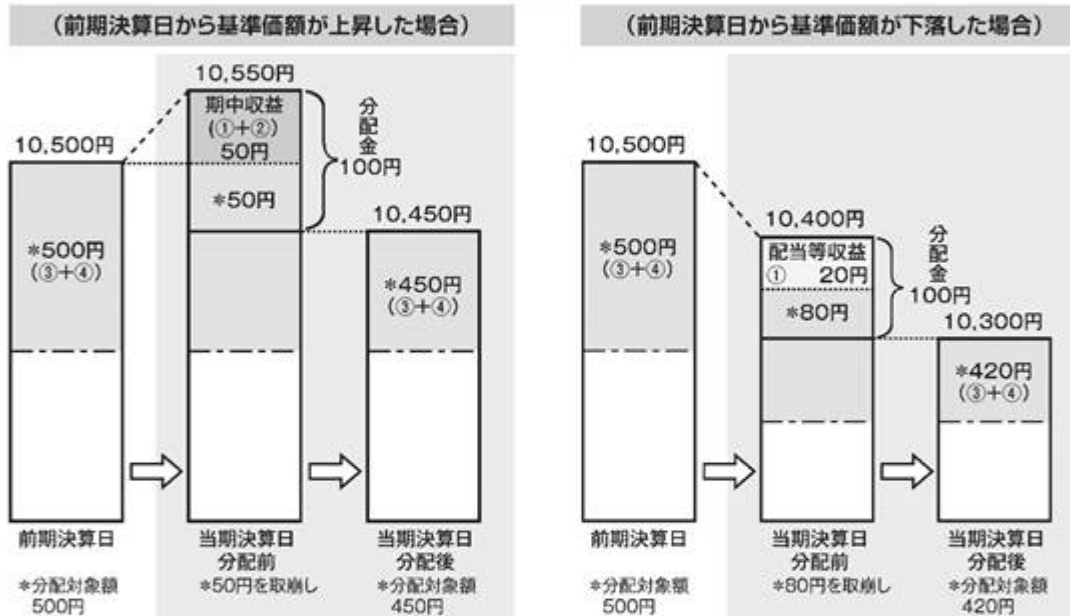 （前期決算日から基準価額が上昇した場合）
10,550円
期中収益
(①＋②)
50円
分配金
100円
10,500円
＊50円
10,450円
＊500円
(③＋④)
＊450円
(③＋④)
前期決算日
当期決算日
分配前
当期決算日
分配後
＊分配対象額
500円
＊50円を取崩し
＊分配対象額
450円
（前期決算日から基準価額が下落した場合）
10,500円
10,400円
配当等収益
① 20円
分配金
100円
＊500円
(③＋④)
＊80円
10,300円
＊420円
(③＋④)
前期決算日
当期決算日
分配前
当期決算日
分配後
＊分配対象額
500円
＊80円を取崩し
＊分配対象額
420円